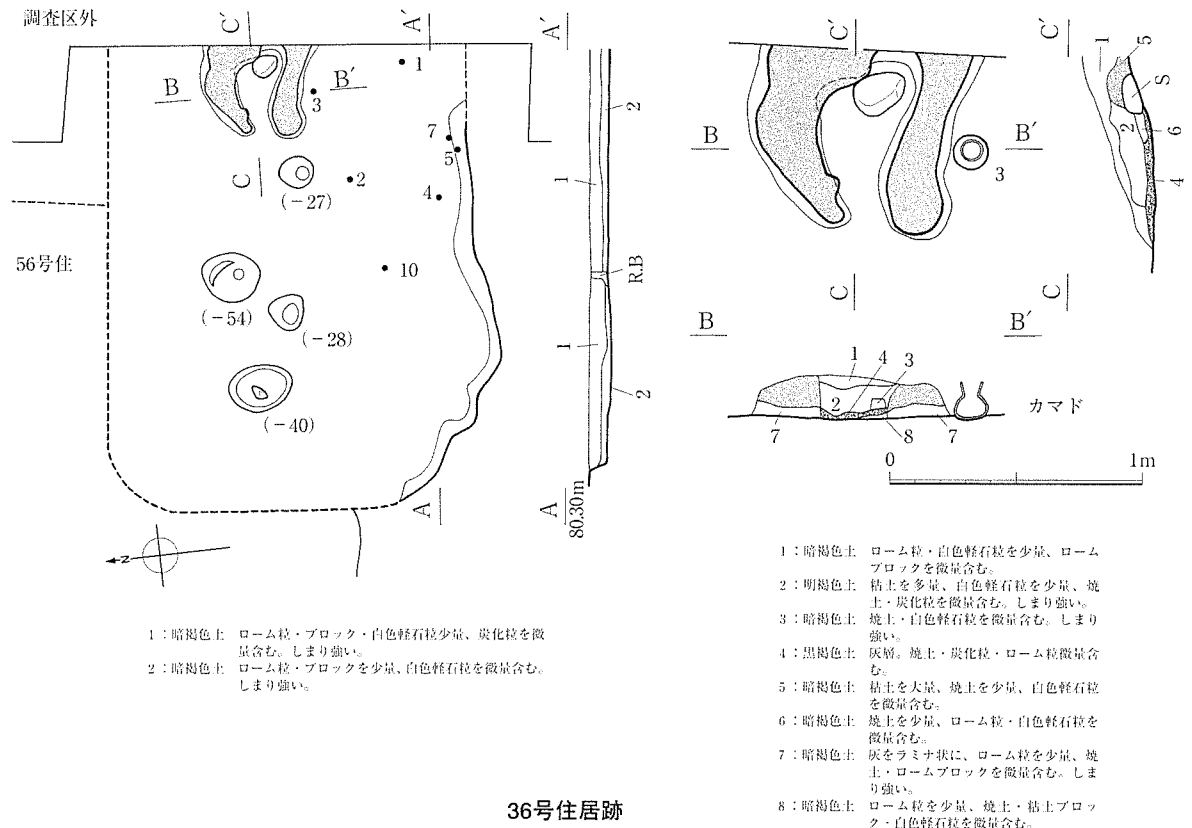 調査区外
C′
A′
A′
B
B′
1
3
7
5
2
4
C
(−27)
56号住
10
(−54)
(−28)
(−40)
A
A
80.30m
N
2
1
R.B
1
2
C′
C′
1
5
S
2
6
4
B
B′
3
C
C
B
B′
1
4
3
2
7
8
7
カマド
0
1m
1：暗褐色土 ローム粒・ブロック・白色軽石粒少量、炭化粒を微
量含む。しまり強い。
2：暗褐色土 ローム粒・ブロックを少量、白色軽石粒を微量含む。
しまり強い。
1：暗褐色土 ローム粒・白色軽石粒を少量、ローム
ブロックを微量含む。
2：明褐色土 粘土を多量、白色軽石粒を少量、焼
土・炭化粒を微量含む。しまり強い。
3：暗褐色土 焼土・白色軽石粒を微量含む。しまり
強い。
4：黒褐色土 灰層。焼土・炭化粒・ローム粒微量含
む。
5：暗褐色土 粘土を大量、焼土を少量、白色軽石粒
を微量含む。
6：暗褐色土 焼土を少量、ローム粒・白色軽石粒を
微量含む。
7：暗褐色土 灰をラミナ状に、ローム粒を少量、焼
土・ロームブロックを微量含む。しま
り強い。
8：暗褐色土 ローム粒を少量、焼土・粘土ブロッ
ク・白色軽石粒を微量含む。
36号住居跡